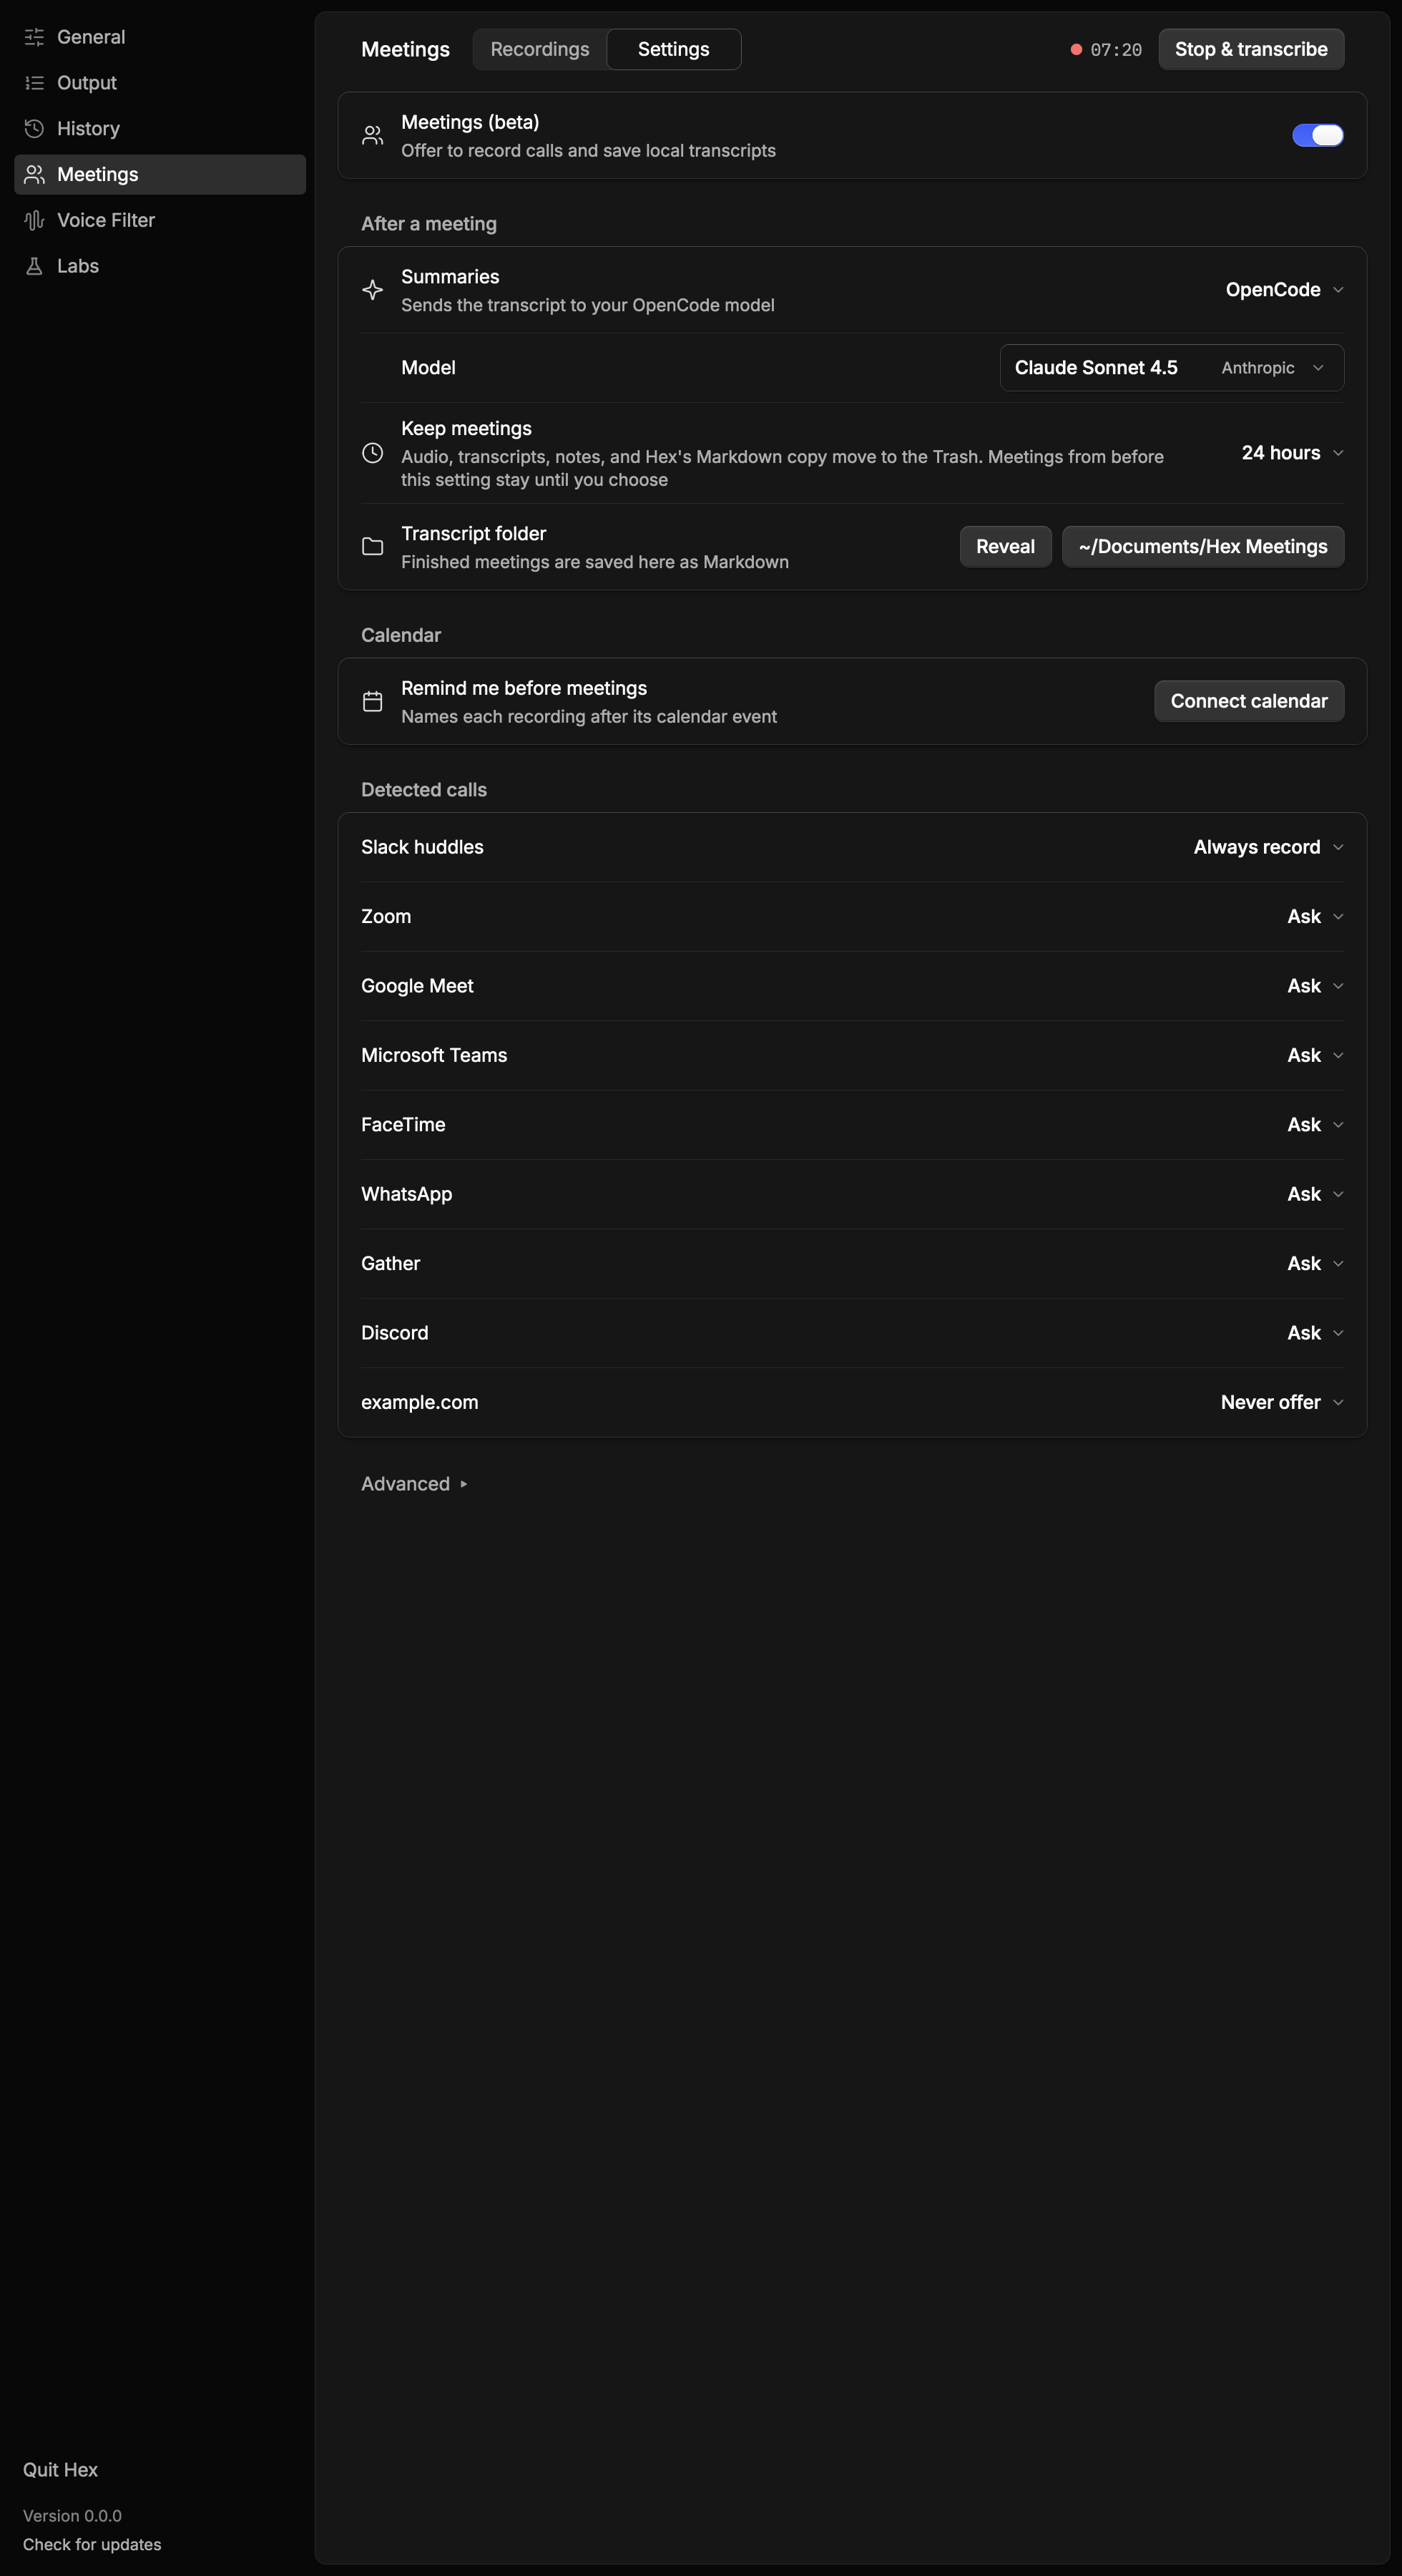 General
Output
History
Meetings
Voice Filter
Labs
Meetings
Recordings
Settings
07:20
Stop & transcribe
Meetings (beta)
Offer to record calls and save local transcripts
After a meeting
Summaries
Sends the transcript to your OpenCode model
OpenCode
Model
Claude Sonnet 4.5
Anthropic
Keep meetings
Audio, transcripts, notes, and Hex's Markdown copy move to the Trash. Meetings from before
this setting stay until you choose
24 hours
Transcript folder
Finished meetings are saved here as Markdown
Reveal
~/Documents/Hex Meetings
Calendar
Remind me before meetings
Names each recording after its calendar event
Connect calendar
Detected calls
Slack huddles
Always record
Zoom
Ask
Google Meet
Ask
Microsoft Teams
Ask
FaceTime
Ask
WhatsApp
Ask
Gather
Ask
Discord
Ask
example.com
Never offer
Advanced
Quit Hex
Version 0.0.0
Check for updates